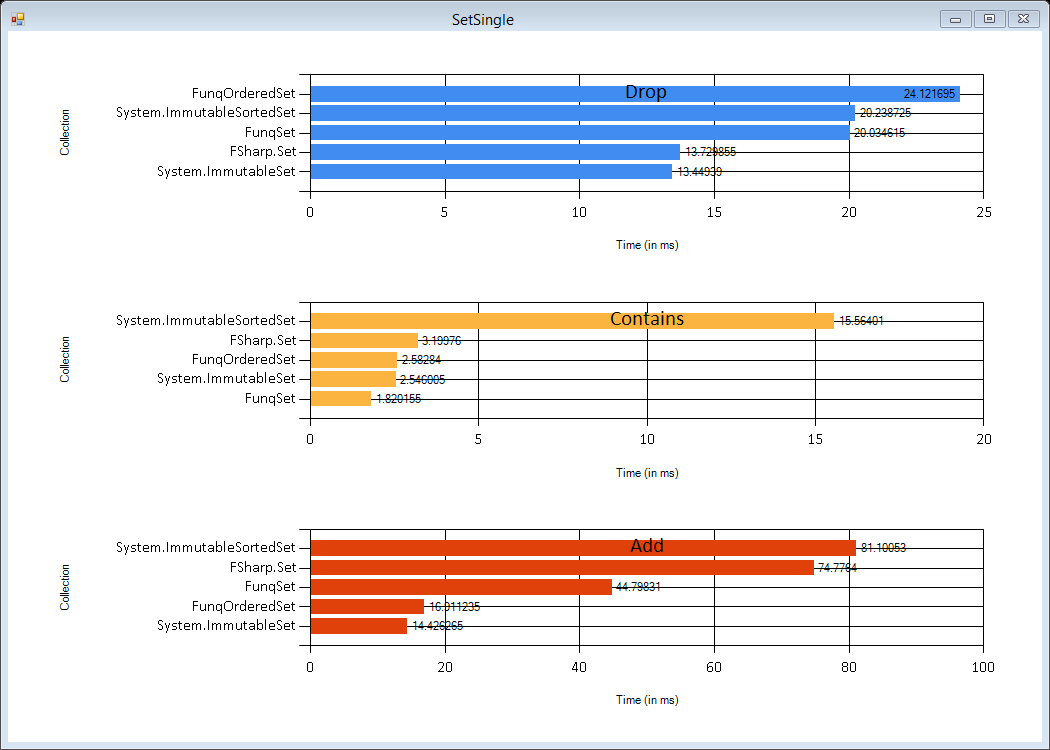 SetSingle
Drop
Collection
FunqOrderedSet 24.121695
System.ImmutableSortedSet 20.238725
FunqSet 20.034615
FSharp.Set 13.729855
System.ImmutableSet 13.44939
0 5 10 15 20 25
Time (in ms)
Contains
Collection
System.ImmutableSortedSet 15.56401
FSharp.Set 3.19976
FunqOrderedSet 2.58284
System.ImmutableSet 2.546005
FunqSet 1.820155
0 5 10 15 20
Time (in ms)
Add
Collection
System.ImmutableSortedSet 81.10053
FSharp.Set 74.7764
FunqSet 44.79831
FunqOrderedSet 16.911235
System.ImmutableSet 14.426265
0 20 40 60 80 100
Time (in ms)